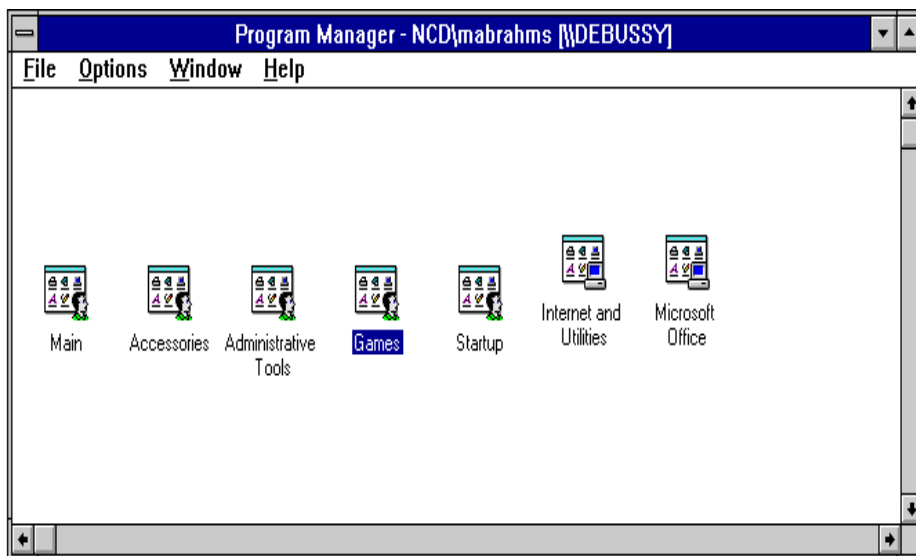 Program Manager - NCD\mabrahms [\\DEBUSSY]
File Options Window Help
Main
Accessories
Administrative
Tools
Games
Startup
Internet and
Utilities
Microsoft
Office